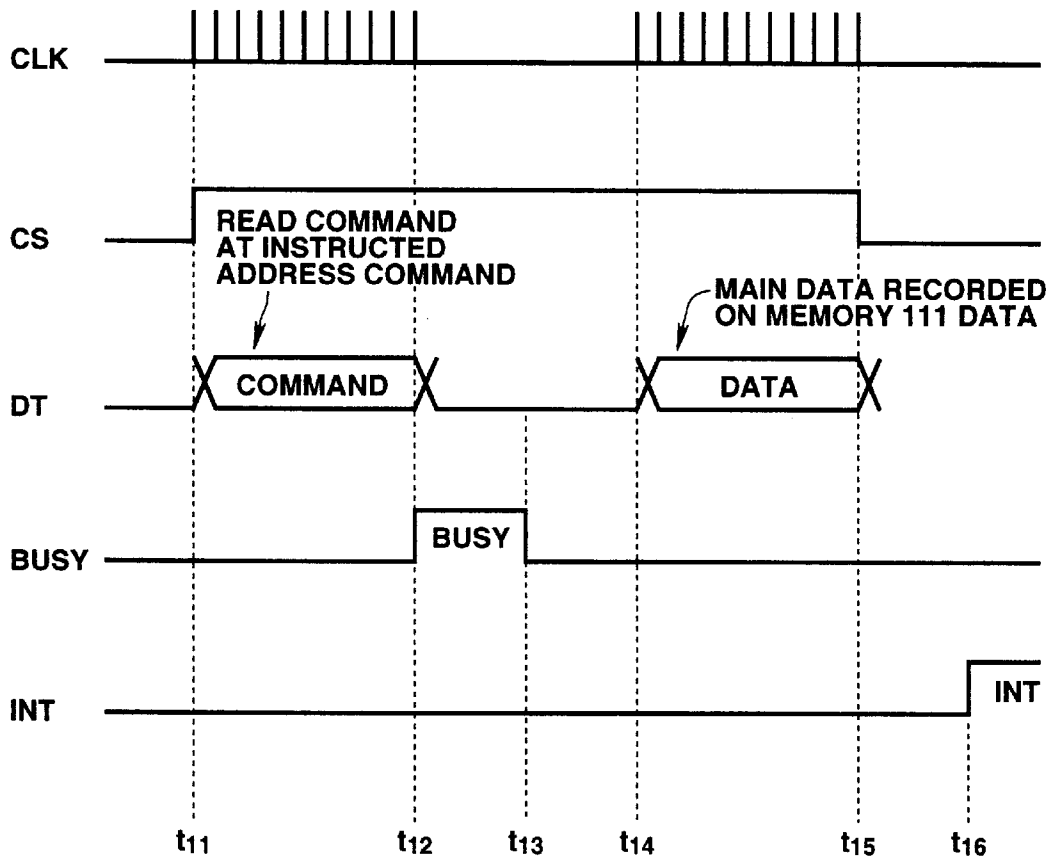 CLK
CS
READ COMMAND
AT INSTRUCTED
ADDRESS COMMAND
MAIN DATA RECORDED
ON MEMORY 111 DATA
DT
COMMAND
DATA
BUSY
BUSY
INT
INT
t11 t12 t13 t14 t15 t16